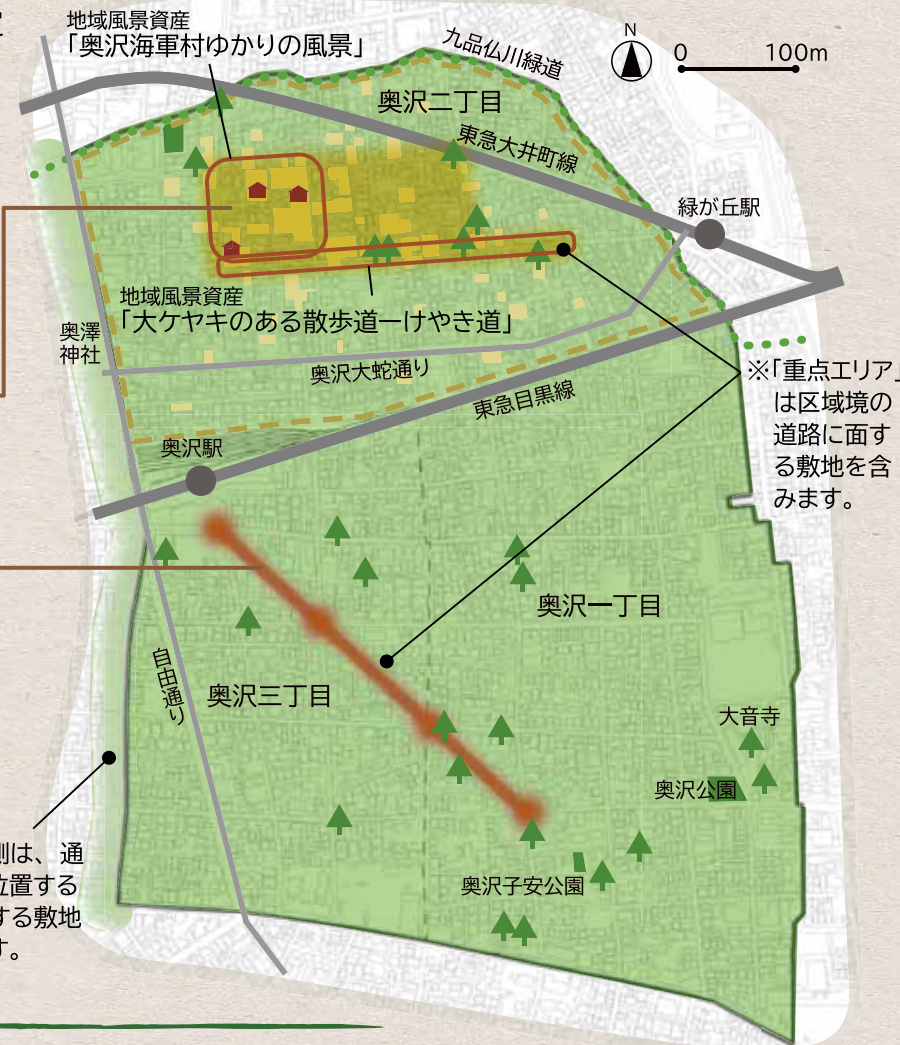 地域風景資産
「奥沢海軍村ゆかりの風景」
九品仏川緑道
N
0 100m
奥沢二丁目
東急大井町線
緑が丘駅
地域風景資産
「大ケヤキのある散歩道ーけやき道」
奥澤
神社
奥沢大蛇通り
東急目黒線
※「重点エリア」
は区域境の
道路に面す
る敷地を含
みます。
奥沢駅
奥沢一丁目
自由通り
奥沢三丁目
大音寺
奥沢公園
奥沢子安公園
側は、通
位置する
する敷地
す。